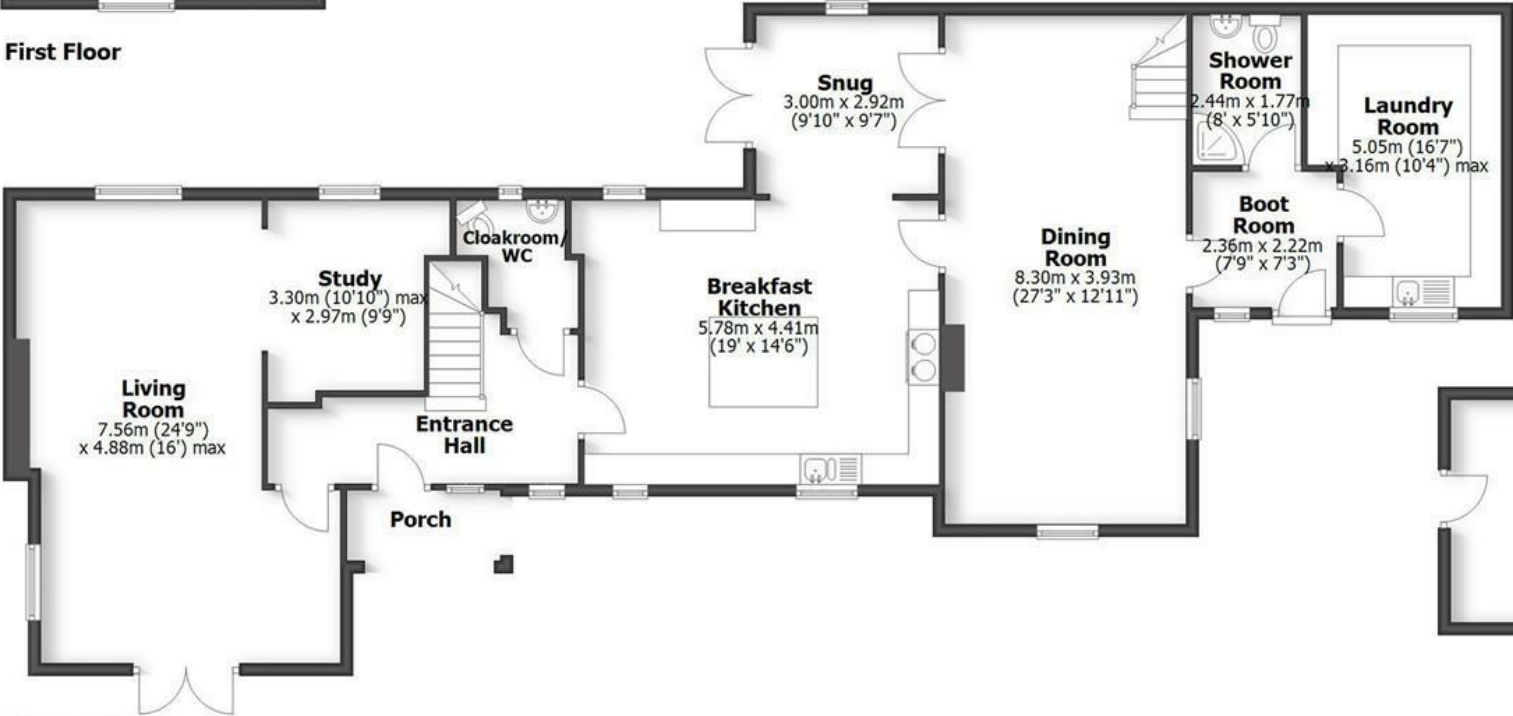 First Floor
Snug
3.00m x 2.92m
(9'10" x 9'7")
Shower
Room
2.44m x 1.77m
(8' x 5'10")
Laundry
Room
5.05m (16'7")
x 3.16m (10'4") max
Boot
Room
2.36m x 2.22m
(7'9" x 7'3")
Dining
Room
8.30m x 3.93m
(27'3" x 12'11")
Cloakroom/
WC
Study
3.30m (10'10") max
x 2.97m (9'9")
Breakfast
Kitchen
5.78m x 4.41m
(19' x 14'6")
Living
Room
7.56m (24'9")
x 4.88m (16') max
Entrance
Hall
Porch